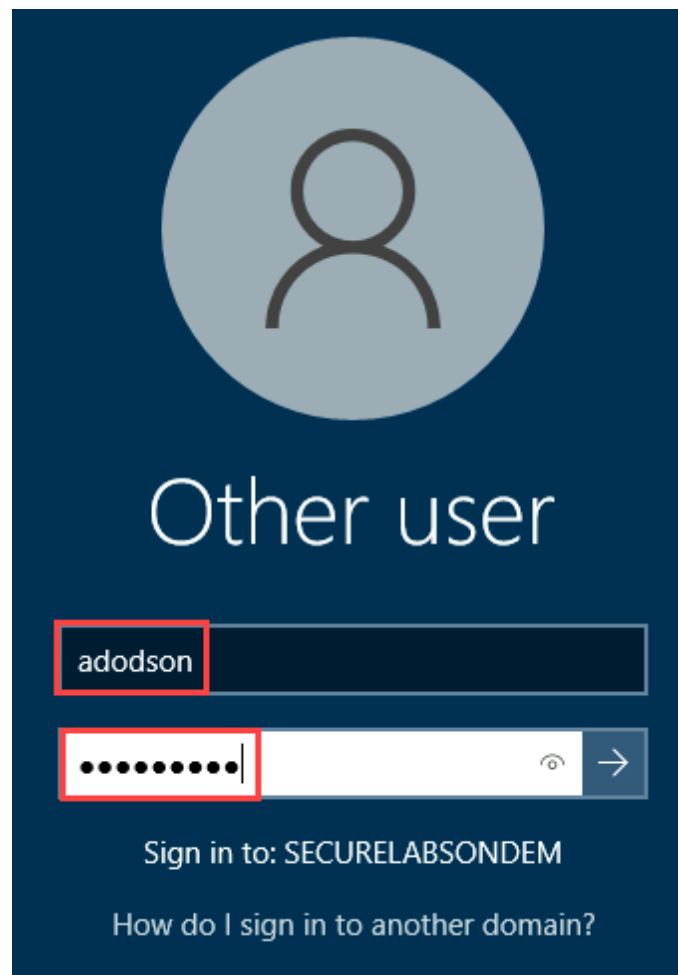 Other user
adodson
●●●●●●●●●
Sign in to: SECURELABSONDEM
How do I sign in to another domain?